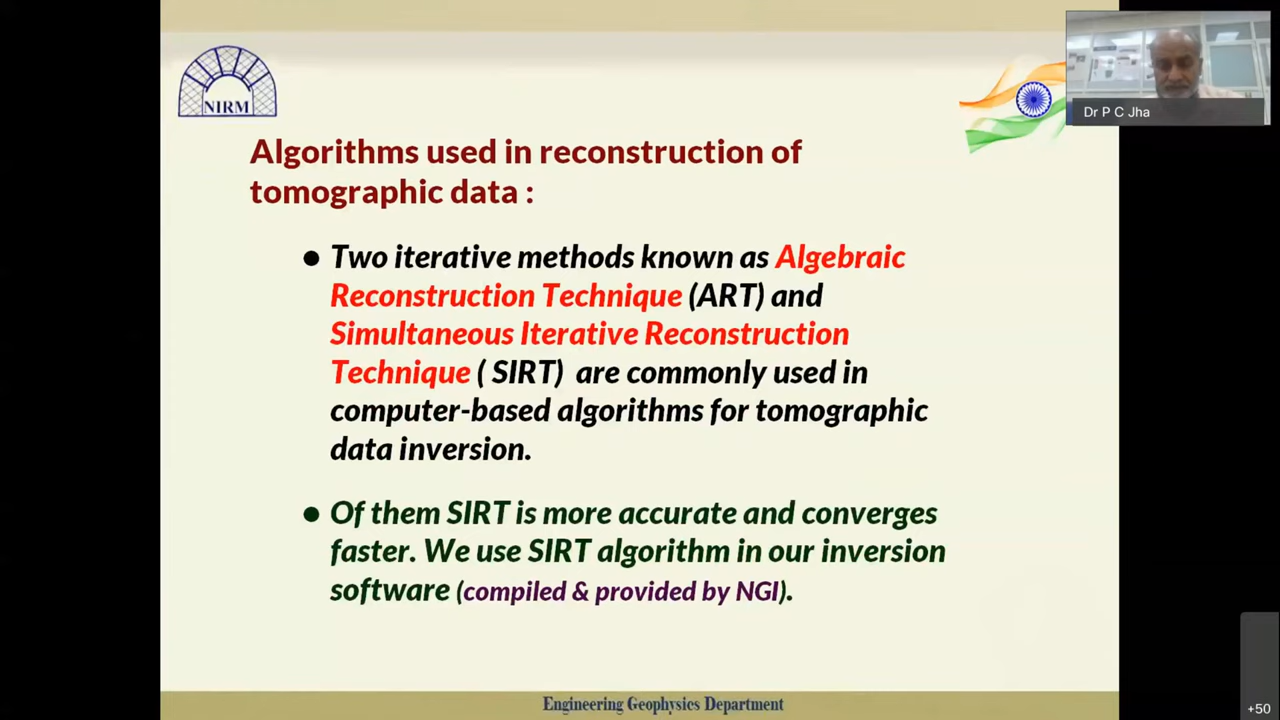 NIRM
Dr P C Jha
Algorithms used in reconstruction of
tomographic data :
● Two iterative methods known as Algebraic
Reconstruction Technique (ART) and
Simultaneous Iterative Reconstruction
Technique ( SIRT) are commonly used in
computer-based algorithms for tomographic
data inversion.
● Of them SIRT is more accurate and converges
faster. We use SIRT algorithm in our inversion
software (compiled & provided by NGI).
Engineering Geophysics Department
+50